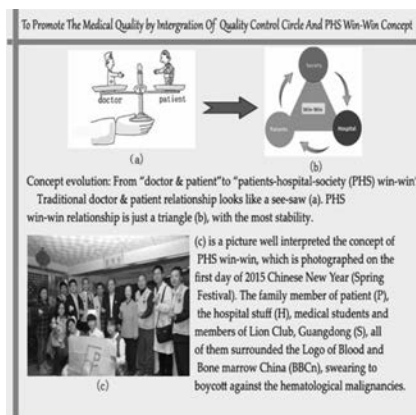 To Promote The Medical Quality by Intergration Of Quality Control Circle And PHS Win-Win Concept
doctor
patient
(a)
Society
Win-Win
Patients
Hospital
(b)
Concept evolution: From "doctor & patient"to "patients-hospital-society (PHS) win-win"
Traditional doctor & patient relationship looks like a see-saw (a). PHS
win-win relationship is just a triangle (b), with the most stability.
(c) is a picture well interpreted the concept of
PHS win-win, which is photographed on the
first day of 2015 Chinese New Year (Spring
Festival). The family member of patient (P),
the hospital stuff (H), medical students and
members of Lion Club, Guangdong (S), all
of them surrounded the Logo of Blood and
Bone marrow China (BBCn), swearing to
boycott against the hematological malignancies.
(c)